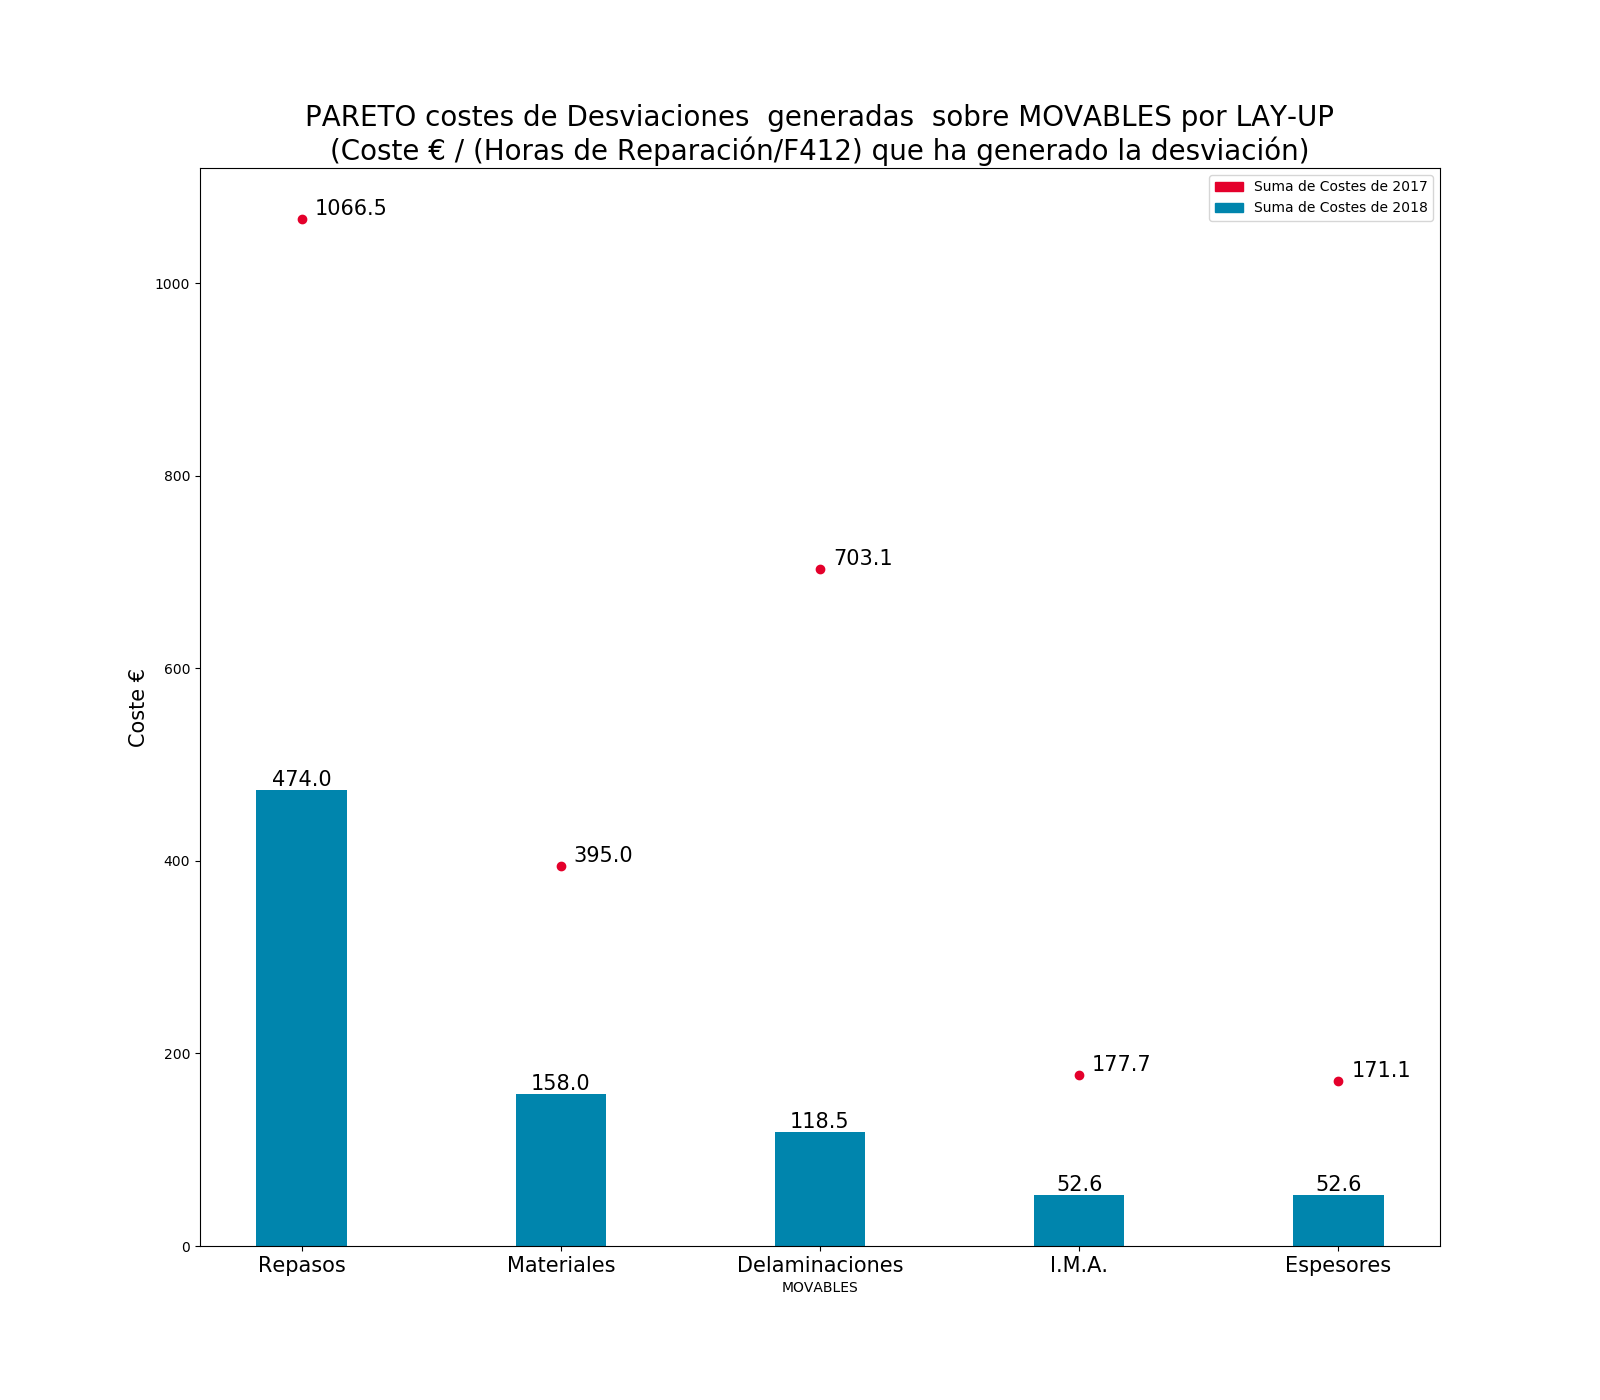 PARETO costes de Desviaciones  generadas  sobre MOVABLES por LAY-UP
(Coste € / (Horas de Reparación/F412) que ha generado la desviación)
Suma de Costes de 2017
Suma de Costes de 2018
1066.5
1000
800
703.1
600
Coste €
474.0
400
395.0
200
177.7
171.1
158.0
118.5
52.6
52.6
0
Repasos
Materiales
Delaminaciones
I.M.A.
Espesores
MOVABLES